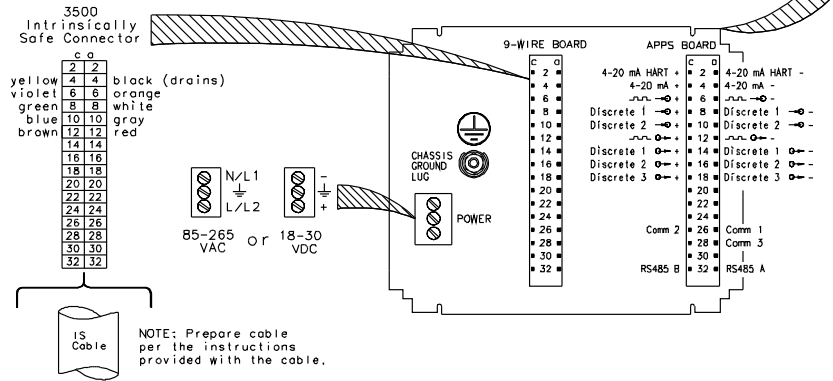 3500
Intrinsically
Safe Connector
c a
2 2
yellow 4 4 black (drains)
violet 6 6 orange
green 8 8 white
blue 10 10 gray
brown 12 12 red
14 14
16 16
18 18
20 20
22 22
24 24
26 26
28 28
30 30
32 32
IS
Cable
NOTE: Prepare cable
per the instructions
provided with the cable.
N/L1
L/L2
85-265
VAC
or
-
+
18-30
VDC
CHASSIS
GROUND
LUG
POWER
9-WIRE BOARD
c a
2
4
6
8
10
12
14
16
18
20
22
24
26
28
30
32
APPS BOARD
c a
4-20 mA HART + 2 4-20 mA HART -
4-20 mA + 4 4-20 mA -
+ 6 -
Discrete 1 + 8 Discrete 1 -
Discrete 2 + 10 Discrete 2 -
+ 12 -
Discrete 1 + 14 Discrete 1 -
Discrete 2 + 16 Discrete 2 -
Discrete 3 + 18 Discrete 3 -
20
22
24
Comm 2 26 Comm 1
28 Comm 3
30
RS485 B 32 RS485 A